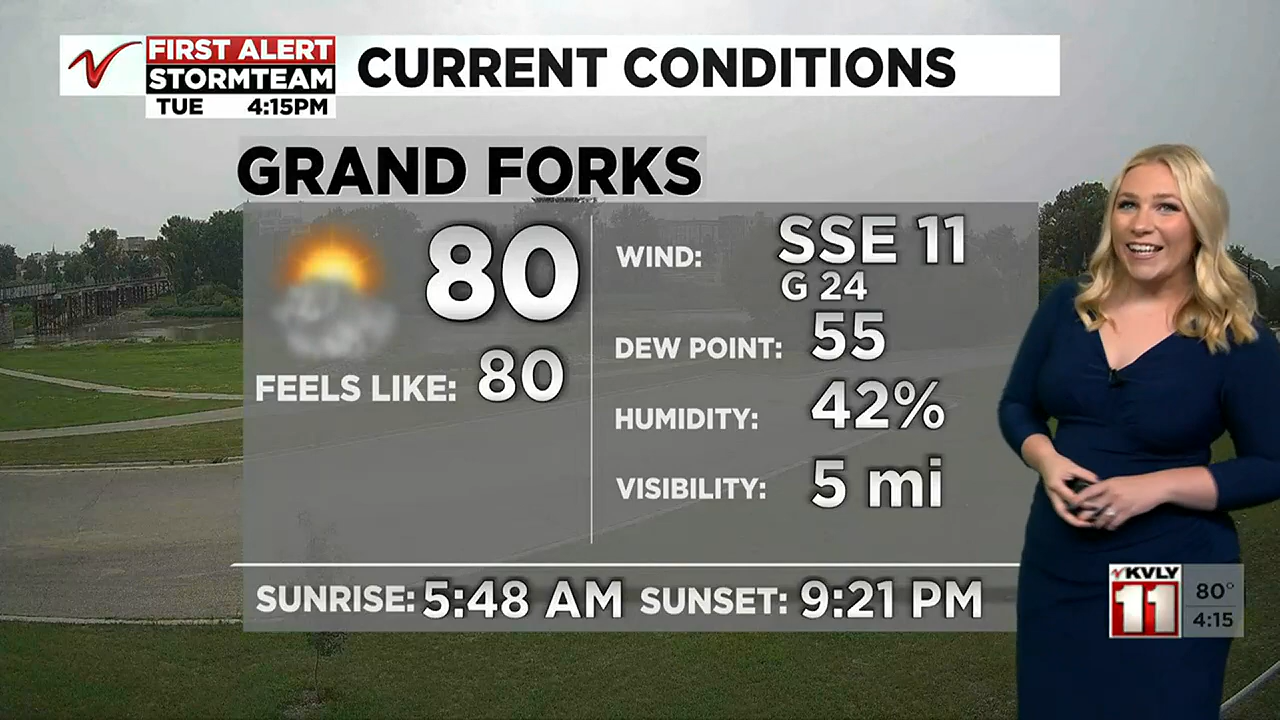 FIRST ALERT
STORMTEAM
TUE 4:15PM
CURRENT CONDITIONS
GRAND FORKS
80
FEELS LIKE: 80
WIND: SSE 11
G 24
DEW POINT: 55
HUMIDITY: 42%
VISIBILITY: 5 mi
SUNRISE: 5:48 AM SUNSET: 9:21 PM
KVLY
11
80°
4:15